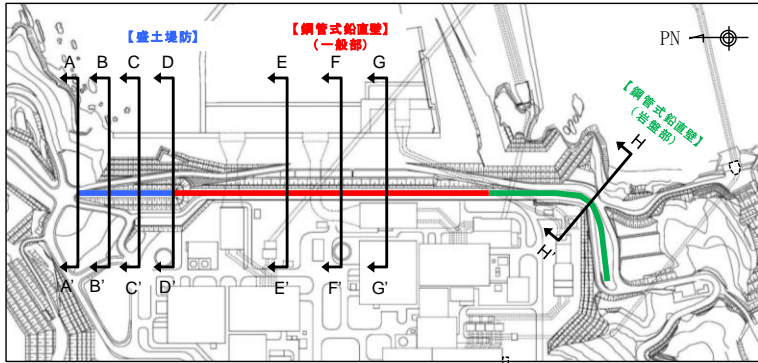 【盛土堤防】
【鋼管式鉛直壁】
(一般部)
PN
A B C D E F G
【鋼管式鉛直壁】
(岩盤部)
H
H'
A' B' C' D' E' F' G'